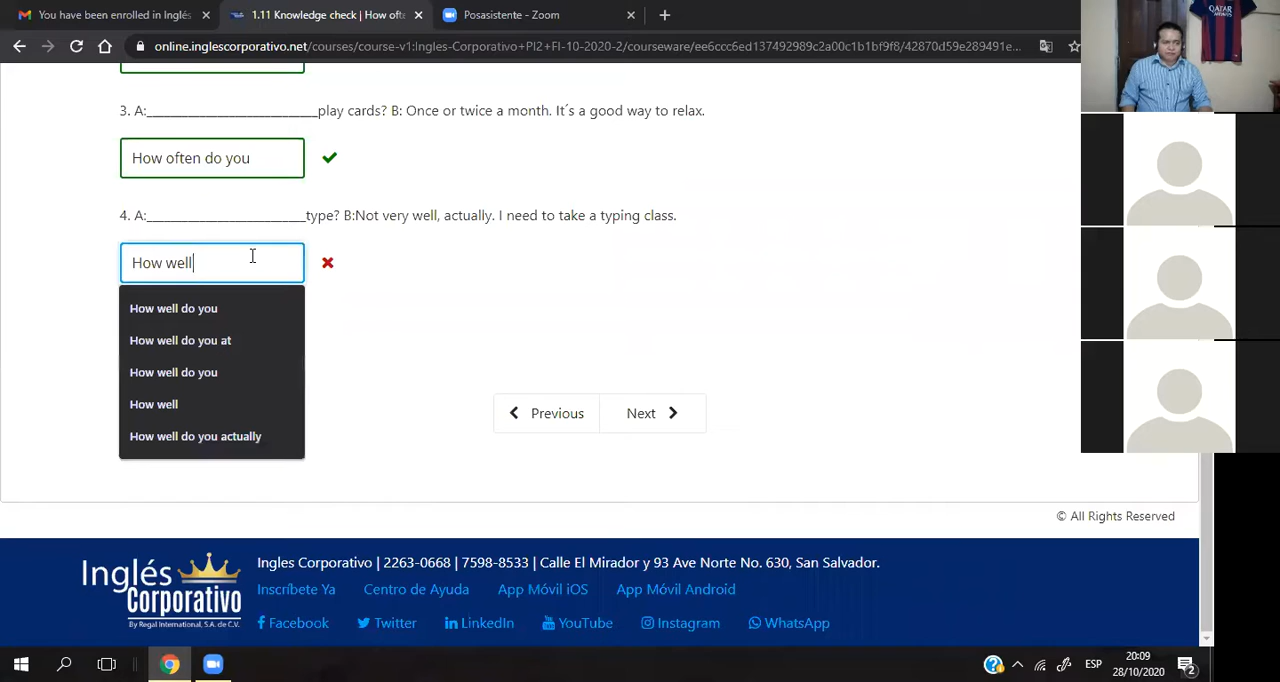 You have been enrolled in Inglés
1.11 Knowledge check | How ofte
Posasistente - Zoom
online.inglescorporativo.net/courses/course-v1:Ingles-Corporativo+PI2+FI-10-2020-2/courseware/ee6ccc6ed137492989c2a00c1b1bf9f8/42870d59e289491e...
QATAR
3. A:_________________________play cards? B: Once or twice a month. It´s a good way to relax.
How often do you
4. A:_______________________type? B:Not very well, actually. I need to take a typing class.
How well
How well do you
How well do you at
How well do you
How well
How well do you actually
Previous
Next
© All Rights Reserved
Inglés Corporativo
By Regal International, S.A. de C.V.
Ingles Corporativo | 2263-0668 | 7598-8533 | Calle El Mirador y 93 Ave Norte No. 630, San Salvador.
Inscríbete Ya Centro de Ayuda App Móvil iOS App Móvil Android
Facebook Twitter LinkedIn YouTube Instagram WhatsApp
ESP
20:09
28/10/2020
2